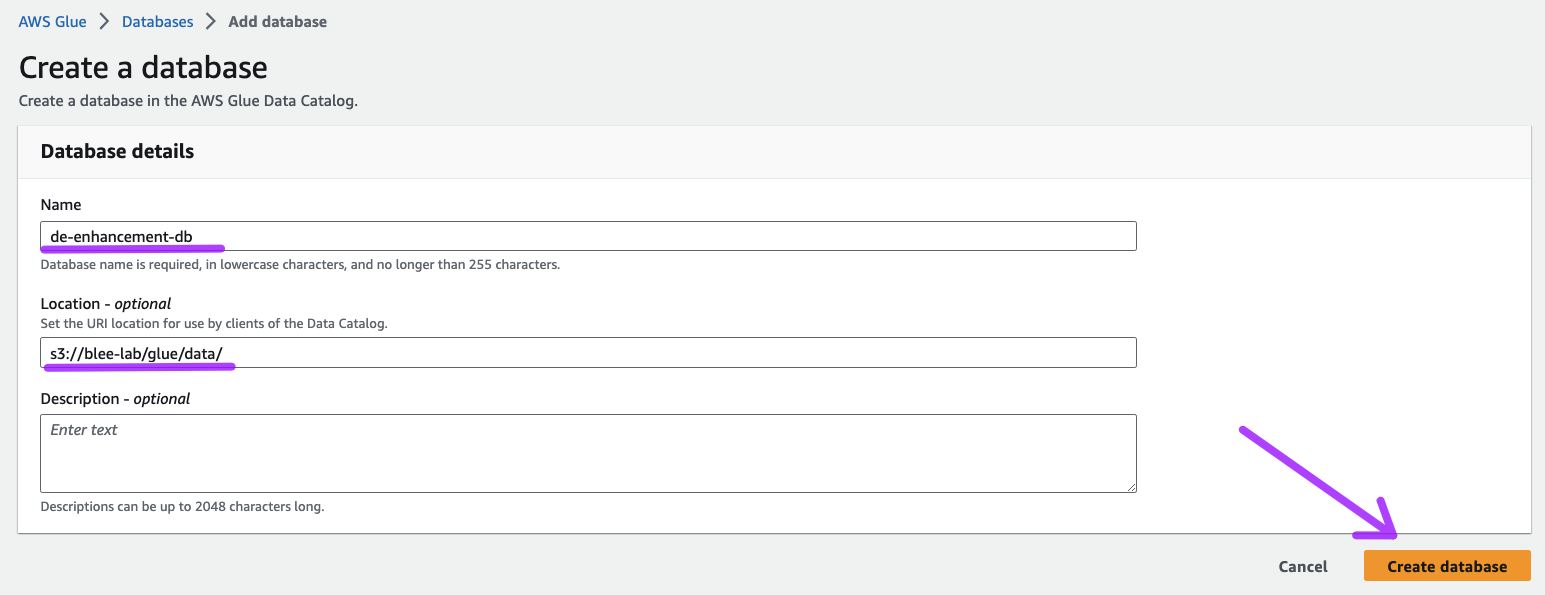 AWS Glue > Databases > Add database
Create a database
Create a database in the AWS Glue Data Catalog.
Database details
Name
de-enhancement-db
Database name is required, in lowercase characters, and no longer than 255 characters.
Location - optional
Set the URI location for use by clients of the Data Catalog.
s3://blee-lab/glue/data/
Description - optional
Enter text
Descriptions can be up to 2048 characters long.
Cancel Create database